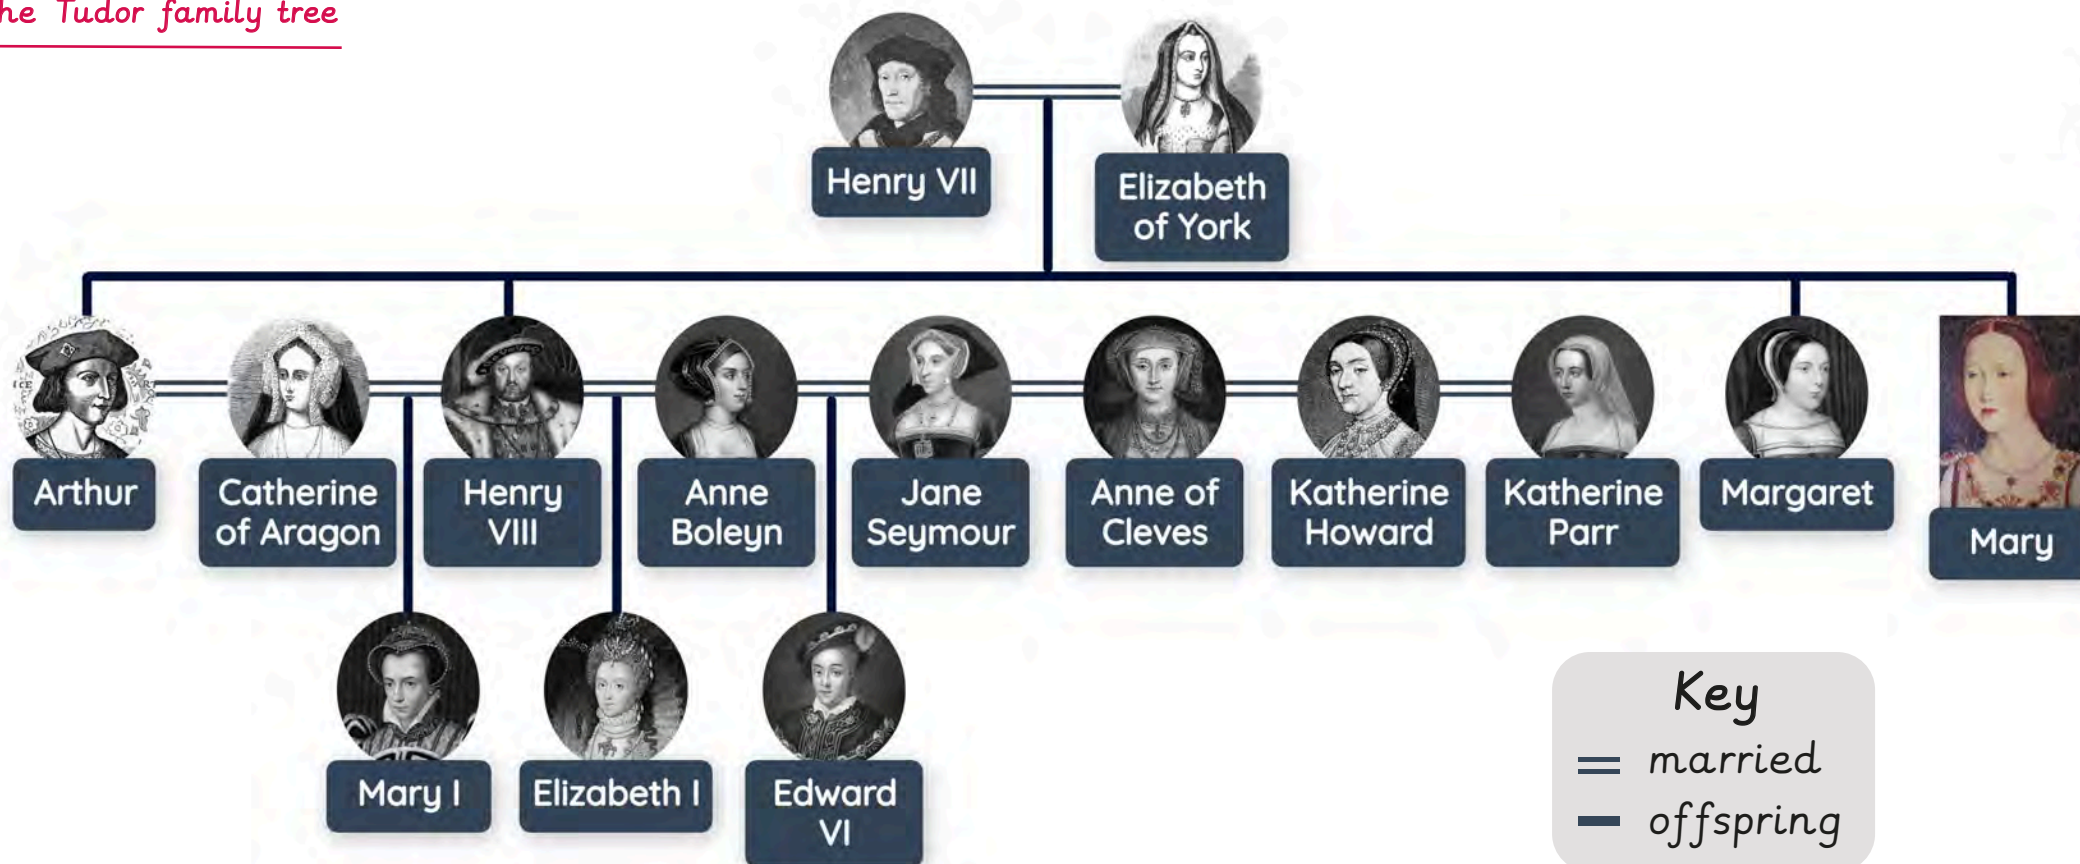 he Tudor family tree
Henry VII
Elizabeth
of York
Arthur
Catherine
of Aragon
Henry
VIII
Anne
Boleyn
Jane
Seymour
Anne of
Cleves
Katherine
Howard
Katherine
Parr
Margaret
Mary
Mary I
Elizabeth I
Edward
VI
Key
married
offspring